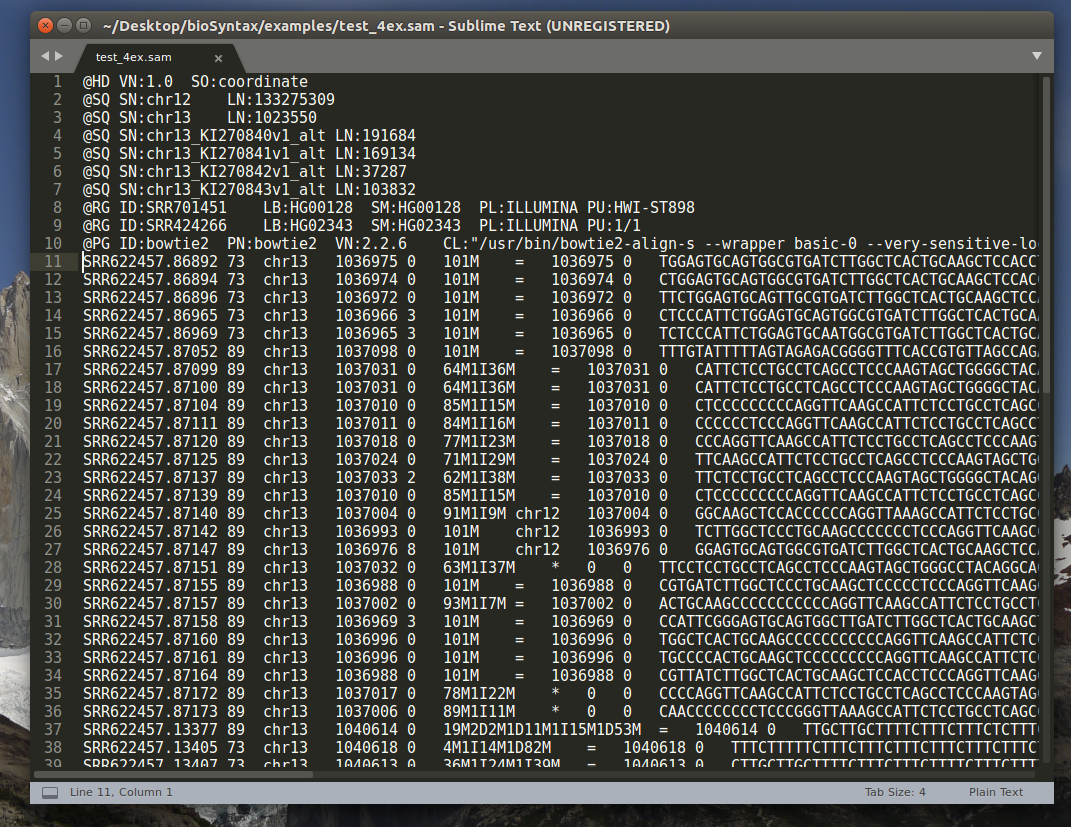 ~/Desktop/bioSyntax/examples/test_4ex.sam - Sublime Text (UNREGISTERED)
test_4ex.sam
1 @HD VN:1.0 SO:coordinate
2 @SQ SN:chr12 LN:133275309
3 @SQ SN:chr13 LN:1023550
4 @SQ SN:chr13_KI270840v1_alt LN:191684
5 @SQ SN:chr13_KI270841v1_alt LN:169134
6 @SQ SN:chr13_KI270842v1_alt LN:37287
7 @SQ SN:chr13_KI270843v1_alt LN:103832
8 @RG ID:SRR701451 LB:HG00128 SM:HG00128 PL:ILLUMINA PU:HWI-ST898
9 @RG ID:SRR424266 LB:HG02343 SM:HG02343 PL:ILLUMINA PU:1/1
10 @PG ID:bowtie2 PN:bowtie2 VN:2.2.6 CL:"/usr/bin/bowtie2-align-s --wrapper basic-0 --very-sensitive-lo
11 SRR622457.86892 73 chr13 1036975 0 101M = 1036975 0 TGGAGTGCAGTGGCGTGATCTTGGCTCACTGCAAGCTCCACC
12 SRR622457.86894 73 chr13 1036974 0 101M = 1036974 0 CTGGAGTGCAGTGGCGTGATCTTGGCTCACTGCAAGCTCCAC
13 SRR622457.86896 73 chr13 1036972 0 101M = 1036972 0 TTCTGGAGTGCAGTTGCGTGATCTTGGCTCACTGCAAGCTCC
14 SRR622457.86965 73 chr13 1036966 3 101M = 1036966 0 CTCCCATTCTGGAGTGCAGTGGCGTGATCTTGGCTCACTGCA
15 SRR622457.86969 73 chr13 1036965 3 101M = 1036965 0 TCTCCCATTCTGGAGTGCAATGGCGTGATCTTGGCTCACTGC
16 SRR622457.87052 89 chr13 1037098 0 101M = 1037098 0 TTTGTATTTTTAGTAGAGACGGGGTTTCACCGTGTTAGCCAG
17 SRR622457.87099 89 chr13 1037031 0 64M1I36M = 1037031 0 CATTCTCCTGCCTCAGCCTCCCAAGTAGCTGGGGCTAC
18 SRR622457.87100 89 chr13 1037031 0 64M1I36M = 1037031 0 CATTCTCCTGCCTCAGCCTCCCAAGTAGCTGGGGCTAC
19 SRR622457.87104 89 chr13 1037010 0 85M1I15M = 1037010 0 CTCCCCCCCCCAGGTTCAAGCCATTCTCCTGCCTCAGC
20 SRR622457.87111 89 chr13 1037011 0 84M1I16M = 1037011 0 CCCCCCTCCCAGGTTCAAGCCATTCTCCTGCCTCAGCCT
21 SRR622457.87120 89 chr13 1037018 0 77M1I23M = 1037018 0 CCCAGGTTCAAGCCATTCTCCTGCCTCAGCCTCCCAAG
22 SRR622457.87125 89 chr13 1037024 0 71M1I29M = 1037024 0 TTCAAGCCATTCTCCTGCCTCAGCCTCCCAAGTAGCTG
23 SRR622457.87137 89 chr13 1037033 2 62M1I38M = 1037033 0 TTCTCCTGCCTCAGCCTCCCAAGTAGCTGGGGCTACAG
24 SRR622457.87139 89 chr13 1037010 0 85M1I15M = 1037010 0 CTCCCCCCCCCAGGTTCAAGCCATTCTCCTGCCTCAGC
25 SRR622457.87140 89 chr13 1037004 0 91M1I9M chr12 1037004 0 GGCAAGCTCCACCCCCCAGGTTAAAGCCATTCTCCTGC
26 SRR622457.87142 89 chr13 1036993 0 101M chr12 1036993 0 TCTTGGCTCCCTGCAAGCCCCCCCTCCCAGGTTCAAGC
27 SRR622457.87147 89 chr13 1036976 8 101M chr12 1036976 0 GGAGTGCAGTGGCGTGATCTTGGCTCACTGCAAGCTCC
28 SRR622457.87151 89 chr13 1037032 0 63M1I37M * 0 0 TTCCTCCTGCCTCAGCCTCCCAAGTAGCTGGGCCTACAGGCA
29 SRR622457.87155 89 chr13 1036988 0 101M = 1036988 0 CGTGATCTTGGCTCCCTGCAAGCTCCCCCTCCCAGGTTCAAG
30 SRR622457.87157 89 chr13 1037002 0 93M1I7M = 1037002 0 ACTGCAAGCCCCCCCCCCCAGGTTCAAGCCATTCTCCTGCCT
31 SRR622457.87158 89 chr13 1036969 3 101M = 1036969 0 CCATTCGGGAGTGCAGTGGCTTGATCTTGGCTCACTGCAAGC
32 SRR622457.87160 89 chr13 1036996 0 101M = 1036996 0 TGGCTCACTGCAAGCCCCCCCCCCAGGTTCAAGCCATTCTC
33 SRR622457.87161 89 chr13 1036996 0 101M = 1036996 0 TGCCCCACTGCAAGCTCCCCCCCCCAGGTTCAAGCCATTCTC
34 SRR622457.87164 89 chr13 1036988 0 101M = 1036988 0 CGTTATCTTGGCTCACTGCAAGCTCCACCTCCCAGGTTCAAG
35 SRR622457.87172 89 chr13 1037017 0 78M1I22M * 0 0 CCCCAGGTTCAAGCCATTCTCCTGCCTCAGCCTCCCAAGTAG
36 SRR622457.87173 89 chr13 1037006 0 89M1I11M * 0 0 CAACCCCCCCCTCCCGGGTTAAAGCCATTCTCCTGCCTCAGC
37 SRR622457.13377 89 chr13 1040614 0 19M2D2M1D11M1I15M1D53M = 1040614 0 TTGCTTGCTTTTCTTTCTTTCTTTCTCTTT
38 SRR622457.13405 73 chr13 1040618 0 4M1I14M1D82M = 1040618 0 TTTCTTTTTCTTTCTTTCTTTCTTTCTTTCTTTCT
39 SRR622457.13407 73 chr13 1040613 0 36M1I24M1I39M = 1040613 0 CTTGCTTGCTTTTCTTTCTTTCTTTTCTTTCTTT
Line 11, Column 1
Tab Size: 4
Plain Text